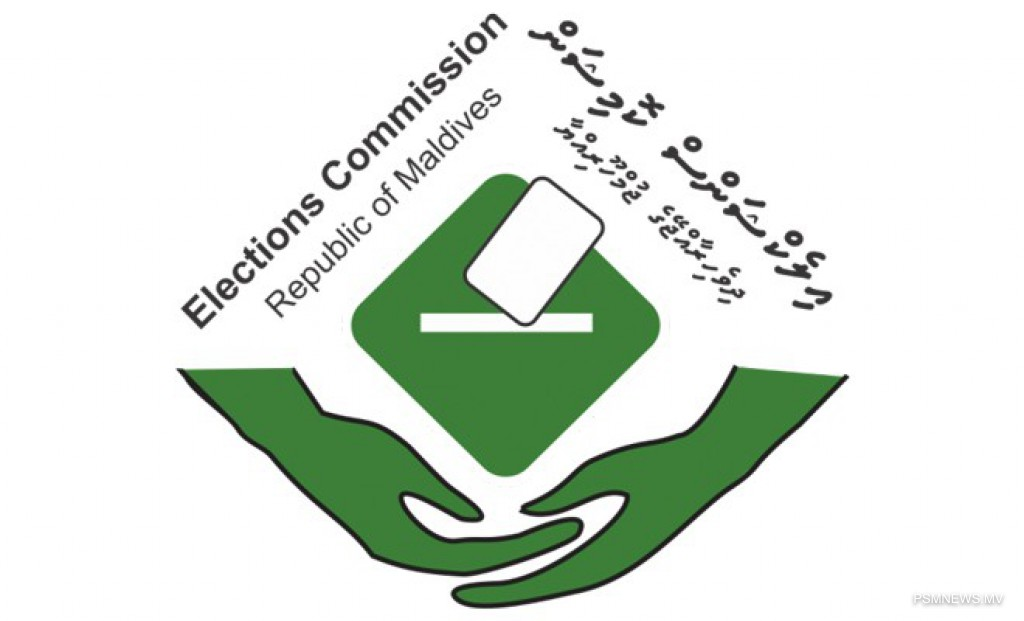 Elections Commission
Republic of Maldives
އިލެކްޝަންސް ކޮމިޝަން
ދިވެހިރާއްޖޭގެ ޖުމްހޫރިއްޔާ
PSMNEWS.MV